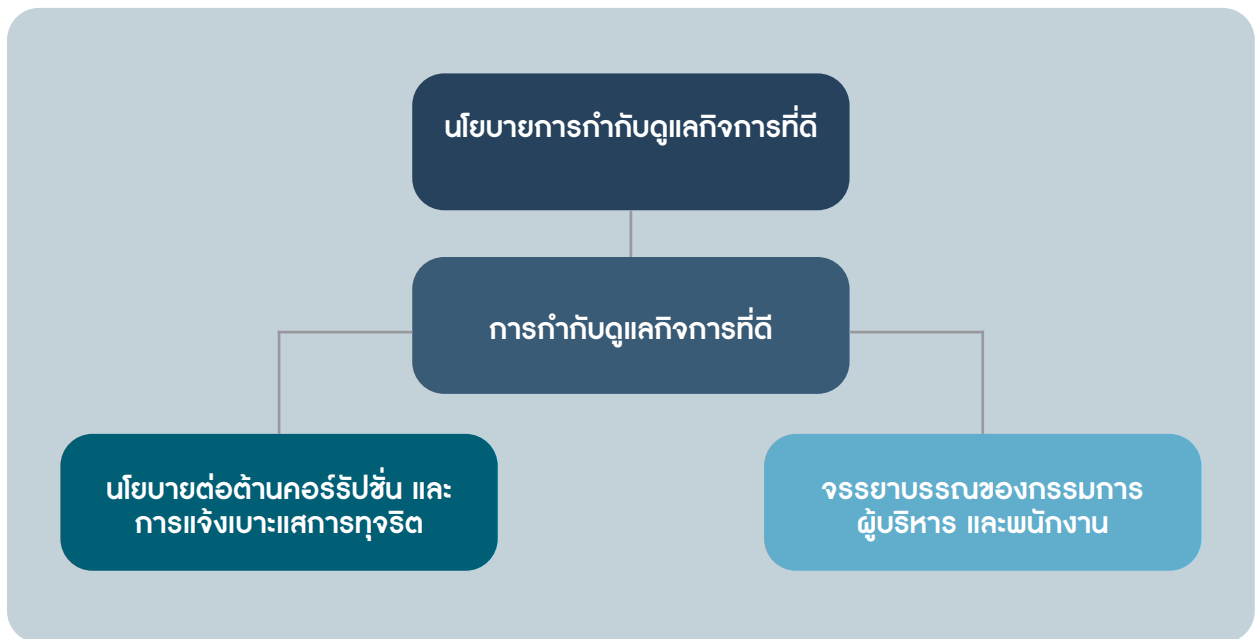 นโยบายการกำกับดูแลกิจการที่ดี
การกำกับดูแลกิจการที่ดี
นโยบายต่อต้านคอร์รัปชั่น และ
การแจ้งเบาะแสการทุจริต
จรรยาบรรณของกรรมการ
ผู้บริหาร และพนักงาน